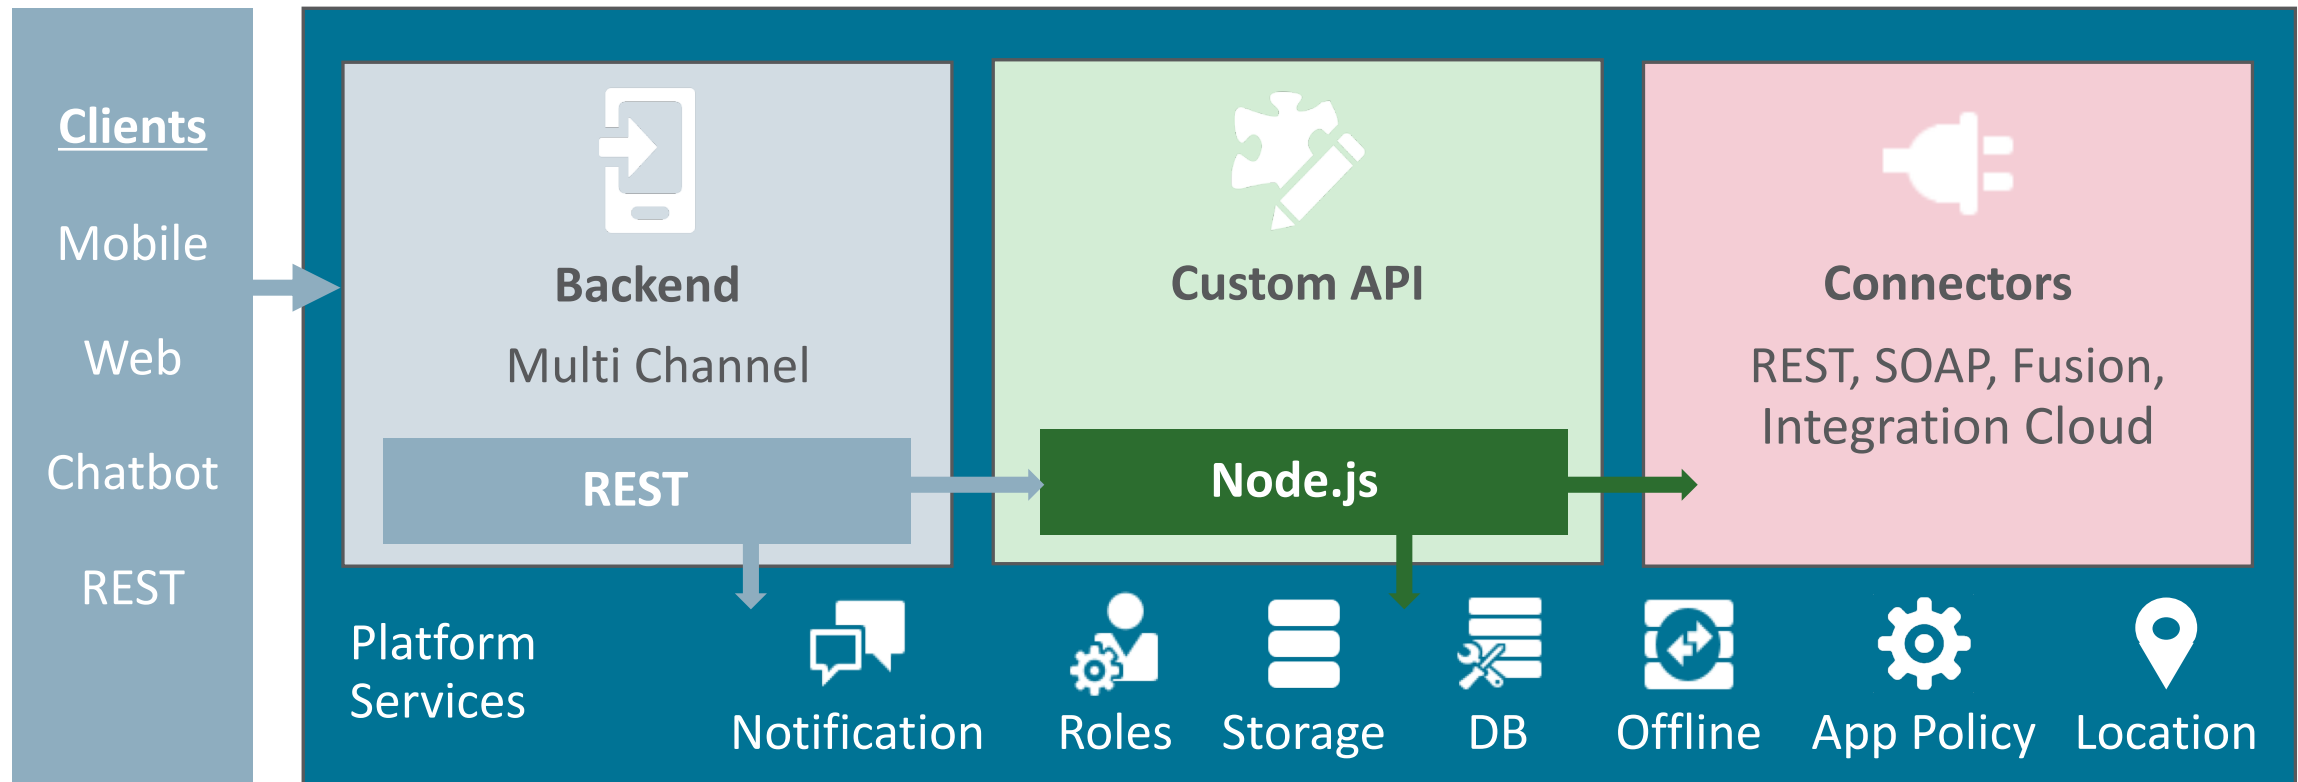 Clients
Mobile
Web
Chatbot
REST
Backend
Multi Channel
REST
Custom API
Node.js
Connectors
REST, SOAP, Fusion,
Integration Cloud
Platform
Services
Notification
Roles
Storage
DB
Offline
App Policy
Location